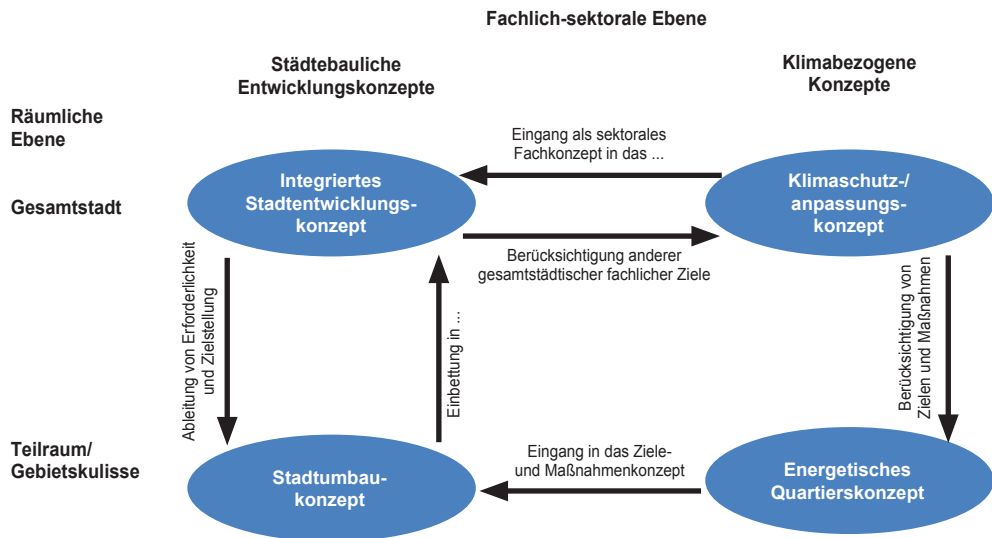 Fachlich-sektorale Ebene
Städtebauliche
Entwicklungskonzepte
Klimabezogene
Konzepte
Räumliche
Ebene
Eingang als sektorales
Fachkonzept in das ...
Gesamtstadt
Integriertes
Stadtentwicklungs-
konzept
Klimaschutz-/
anpassungs-
konzept
Berücksichtigung anderer
gesamtstädtischer fachlicher Ziele
Ableitung von Erforderlichkeit
und Zielstellung
Einbettung in ...
Berücksichtigung von
Zielen und Maßnahmen
Teilraum/
Gebietskulisse
Stadtumbau-
konzept
Eingang in das Ziele-
und Maßnahmenkonzept
Energetisches
Quartierskonzept